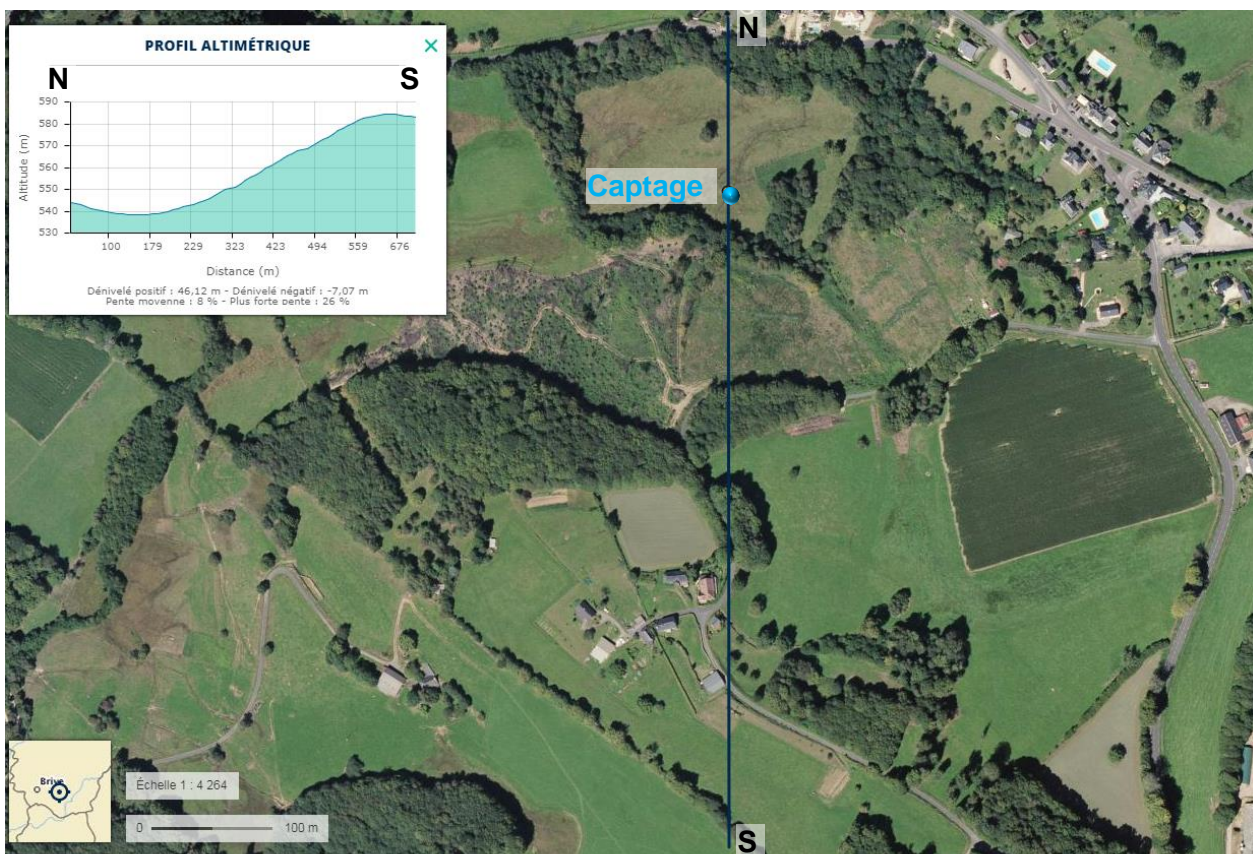 PROFIL ALTIMÉTRIQUE
N
S
590
580
570
560
550
540
530
Altitude (m)
100 179 229 323 423 494 559 676
Distance (m)
Dénivelé positif : 46,12 m - Dénivelé négatif : -7,07 m
Pente moyenne : 8 % - Plus forte pente : 26 %
N
Captage
Brive
Échelle 1 : 4 264
0 100 m
S